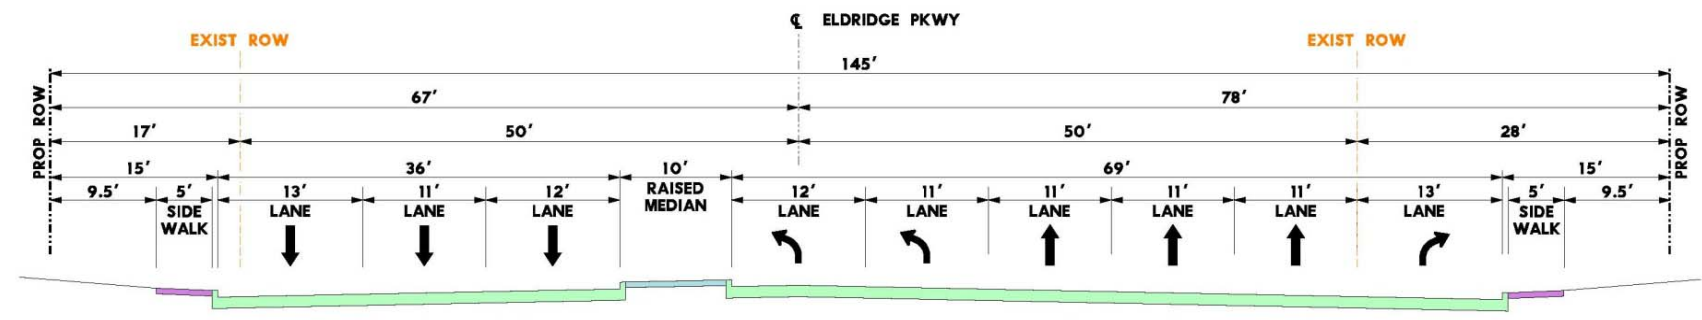 ℄ ELDRIDGE PKWY
EXIST ROW
EXIST ROW
145'
67'
78'
17'
50'
50'
28'
15'
36'
10'
RAISED
MEDIAN
69'
15'
PROP ROW
PROP ROW
9.5'
5'
SIDE
WALK
13'
LANE
11'
LANE
12'
LANE
12'
LANE
11'
LANE
11'
LANE
11'
LANE
11'
LANE
13'
LANE
5'
SIDE
WALK
9.5'